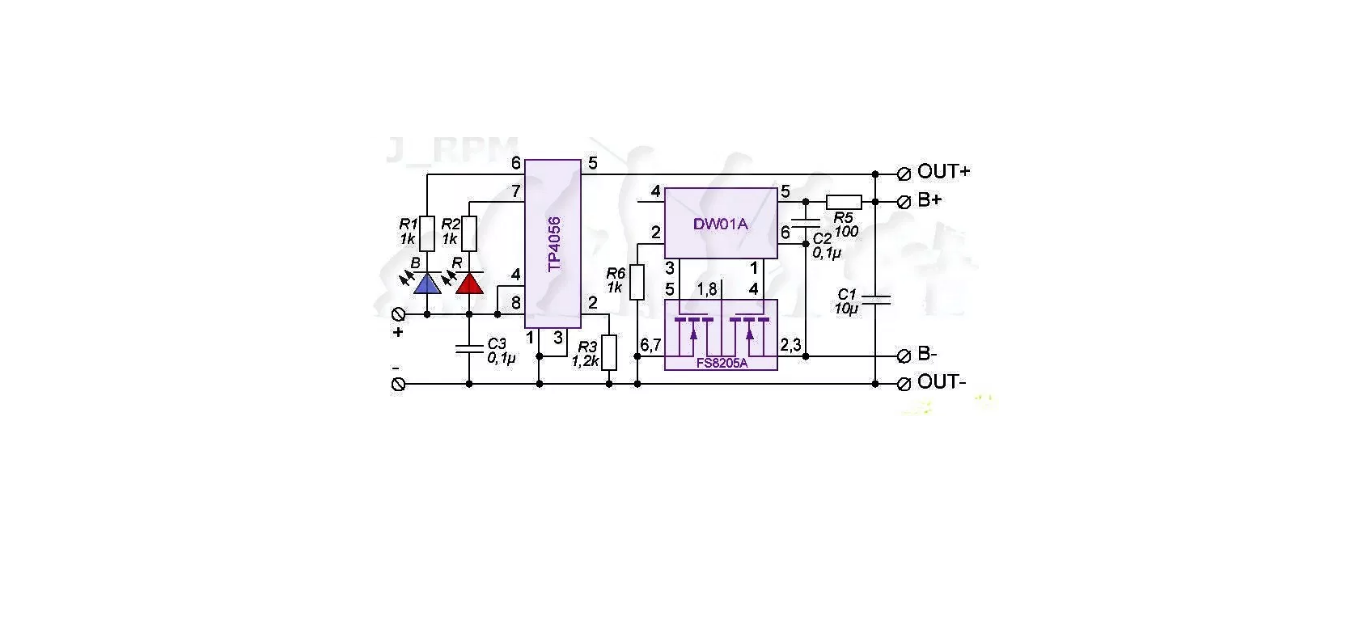 J_RPM
6
5
OUT+
7
4
5
B+
R1
1k
R2
1k
TP4056
DW01A
R5
100
2
6
C2
0,1µ
B
R
4
R6
1k
3
1
5
1,8
4
8
2
C1
10µ
+
C3
0,1µ
1
3
R3
1,2k
6,7
2,3
FS8205A
B-
-
OUT-